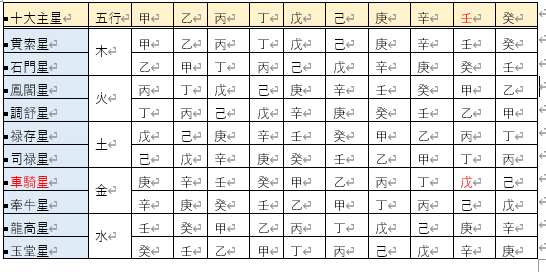 十大主星 五行 甲 乙 丙 丁 戊 己 庚 辛 壬 癸
貫索星 木 甲 乙 丙 丁 戊 己 庚 辛 壬 癸
石門星 乙 甲 丁 丙 己 戊 辛 庚 癸 壬
鳳閣星 火 丙 丁 戊 己 庚 辛 壬 癸 甲 乙
調舒星 丁 丙 己 戊 辛 庚 癸 壬 乙 甲
禄存星 土 戊 己 庚 辛 壬 癸 甲 乙 丙 丁
司禄星 己 戊 辛 庚 癸 壬 乙 甲 丁 丙
車騎星 金 庚 辛 壬 癸 甲 乙 丙 丁 戊 己
牽牛星 辛 庚 癸 壬 乙 甲 丁 丙 己 戊
龍高星 水 壬 癸 甲 乙 丙 丁 戊 己 庚 辛
玉堂星 癸 壬 乙 甲 丁 丙 己 戊 辛 庚